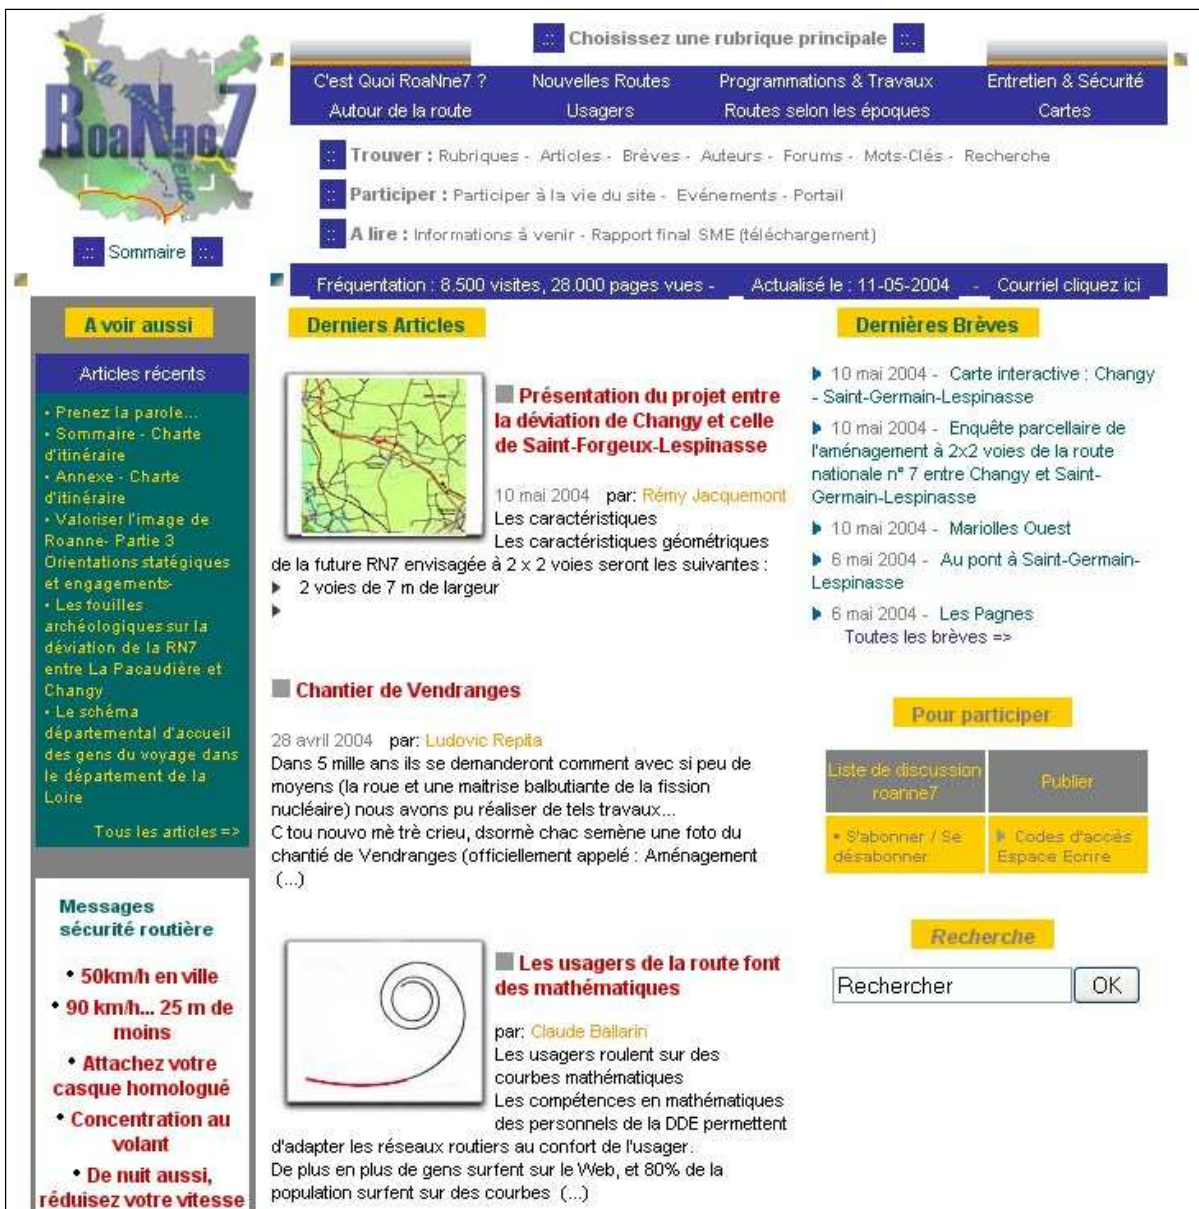 la nationale
RoaNne7
:: Sommaire ::
:: Choisissez une rubrique principale ::
C'est Quoi RoaNne7 ? Nouvelles Routes Programmations & Travaux Entretien & Sécurité
Autour de la route Usagers Routes selon les époques Cartes
:: Trouver : Rubriques - Articles - Brèves - Auteurs - Forums - Mots-Clés - Recherche
:: Participer : Participer à la vie du site - Evénements - Portail
:: A lire : Informations à venir - Rapport final SME (téléchargement)
Fréquentation : 8.500 visites, 28.000 pages vues - Actualisé le : 11-05-2004 - Courriel cliquez ici
A voir aussi
Articles récents
• Prenez la parole...
• Sommaire - Charte
d'itinéraire
• Annexe - Charte
d'itinéraire
• Valoriser l'image de
Roanne- Partie 3
Orientations statégiques
et engagements-
• Les fouilles
archéologiques sur la
déviation de la RN7
entre La Pacaudière et
Changy
• Le schéma
départemental d'accueil
des gens du voyage dans
le département de la
Loire
Tous les articles =>
Messages
sécurité routière
• 50km/h en ville
• 90 km/h... 25 m de
moins
• Attachez votre
casque homologué
• Concentration au
volant
• De nuit aussi,
réduisez votre vitesse
Derniers Articles
Présentation du projet entre
la déviation de Changy et celle
de Saint-Forgeux-Lespinasse
10 mai 2004 par: Rémy Jacquemont
Les caractéristiques
Les caractéristiques géométriques
de la future RN7 envisagée à 2 x 2 voies seront les suivantes :
2 voies de 7 m de largeur
Chantier de Vendranges
28 avril 2004 par: Ludovic Repita
Dans 5 mille ans ils se demanderont comment avec si peu de
moyens (la roue et une maitrise balbutiante de la fission
nucléaire) nous avons pu réaliser de tels travaux...
C tou nouvo mè trè crieu, dsormè chac semène une foto du
chantié de Vendranges (officiellement appelé : Aménagement
(...)
Les usagers de la route font
des mathématiques
par: Claude Ballarin
Les usagers roulent sur des
courbes mathématiques
Les compétences en mathématiques
des personnels de la DDE permettent
d'adapter les réseaux routiers au confort de l'usager.
De plus en plus de gens surfent sur le Web, et 80% de la
population surfent sur des courbes (...)
Dernières Brèves
10 mai 2004 - Carte interactive : Changy
- Saint-Germain-Lespinasse
10 mai 2004 - Enquête parcellaire de
l'aménagement à 2x2 voies de la route
nationale n° 7 entre Changy et Saint-
Germain-Lespinasse
10 mai 2004 - Mariolles Ouest
6 mai 2004 - Au pont à Saint-Germain-
Lespinasse
6 mai 2004 - Les Pagnes
Toutes les brèves =>
Pour participer
Liste de discussion
roanne7
Publier
• S'abonner / Se
désabonner
Codes d'accès
Espace Ecrire
Recherche
Rechercher OK